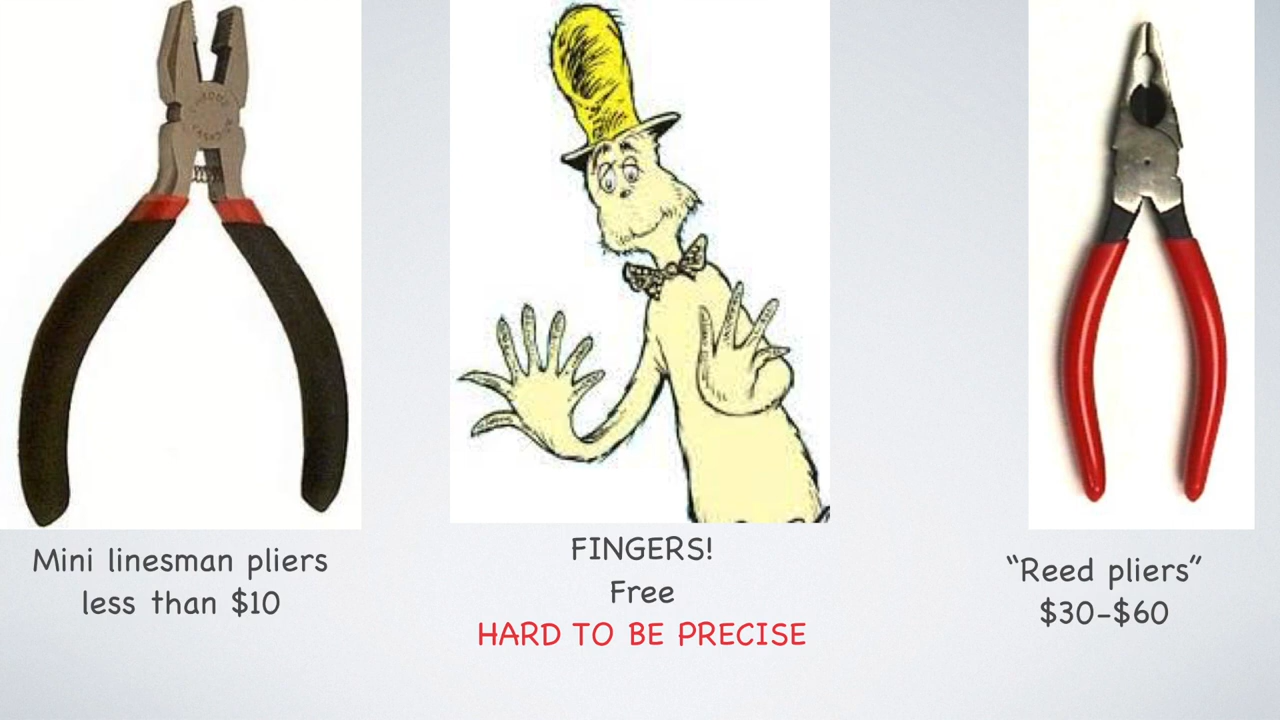 Mini linesman pliers
less than $10
FINGERS!
Free
HARD TO BE PRECISE
“Reed pliers”
$30-$60